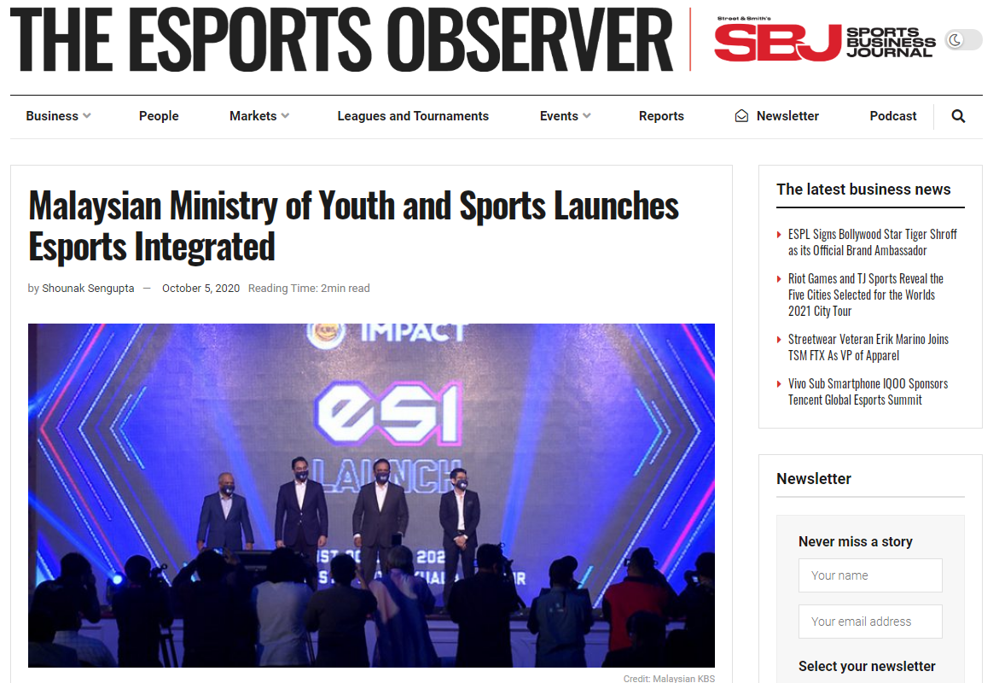 THE ESPORTS OBSERVER
Street & Smith's
SBJ SPORTS
BUSINESS
JOURNAL
Business
People
Markets
Leagues and Tournaments
Events
Reports
Newsletter
Podcast
Malaysian Ministry of Youth and Sports Launches
Esports Integrated
by Shounak Sengupta — October 5, 2020 Reading Time: 2min read
IMPACT
esi
LAUNCH
Credit: Malaysian KBS
The latest business news
ESPL Signs Bollywood Star Tiger Shroff
as its Official Brand Ambassador
Riot Games and TJ Sports Reveal the
Five Cities Selected for the Worlds
2021 City Tour
Streetwear Veteran Erik Marino Joins
TSM FTX As VP of Apparel
Vivo Sub Smartphone IQOO Sponsors
Tencent Global Esports Summit
Newsletter
Never miss a story
Your name
Your email address
Select your newsletter